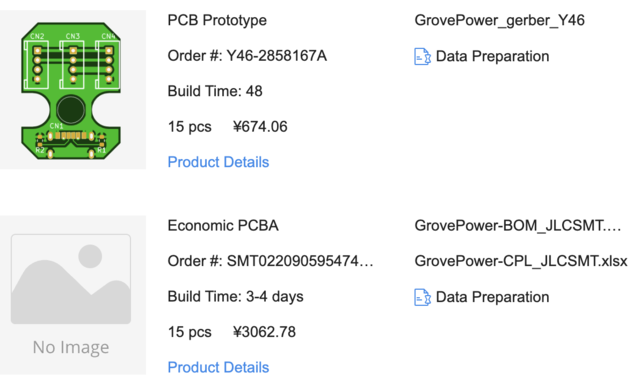 CN2 CN3 CN4
CN1
R2 R1
PCB Prototype
GrovePower_gerber_Y46
Order #: Y46-2858167A
Data Preparation
Build Time: 48
15 pcs ¥674.06
Product Details
No Image
Economic PCBA
GrovePower-BOM_JLCSMT.…
Order #: SMT022090595474…
GrovePower-CPL_JLCSMT.xlsx
Build Time: 3-4 days
Data Preparation
15 pcs ¥3062.78
Product Details